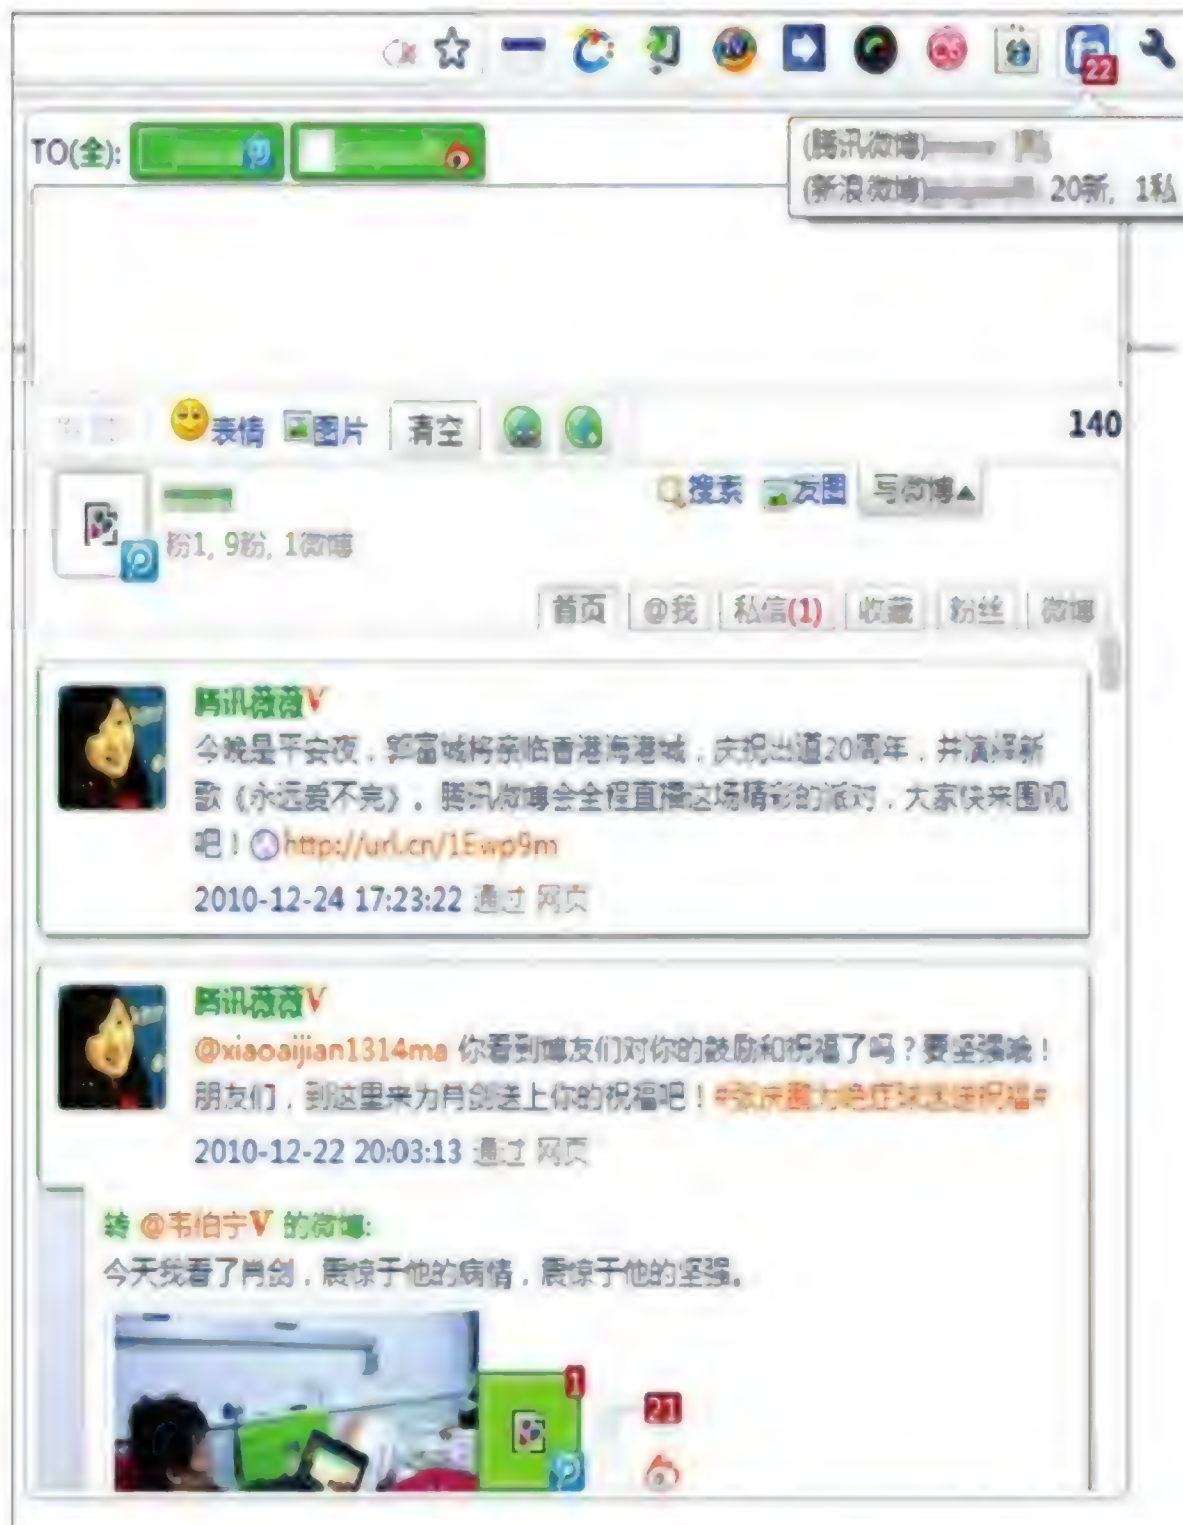 22
TO(全):
(腾讯微博)
(新浪微博) 20新, 1私
表情 图片 清空
140
搜索 友图 写微博▲
粉1, 9粉, 1微博
首页 @我 私信(1) 收藏 粉丝 微博
腾讯薇薇V
今晚是平安夜，郭富城将亲临香港海港城，庆祝出道20周年，并演绎新
歌《永远爱不完》。腾讯微博会全程直播这场精彩的派对，大家快来围观
吧！http://url.cn/1Ewp9m
2010-12-24 17:23:22 通过 网页
腾讯薇薇V
@xiaoaijian1314ma 你看到博友们对你的鼓励和祝福了吗？要坚强哦！
朋友们，到这里来为肖剑送上你的祝福吧！
2010-12-22 20:03:13 通过 网页
转 @韦伯宁V 的微博:
今天我看了肖剑，震惊于他的病情，震惊于他的坚强。
1
21